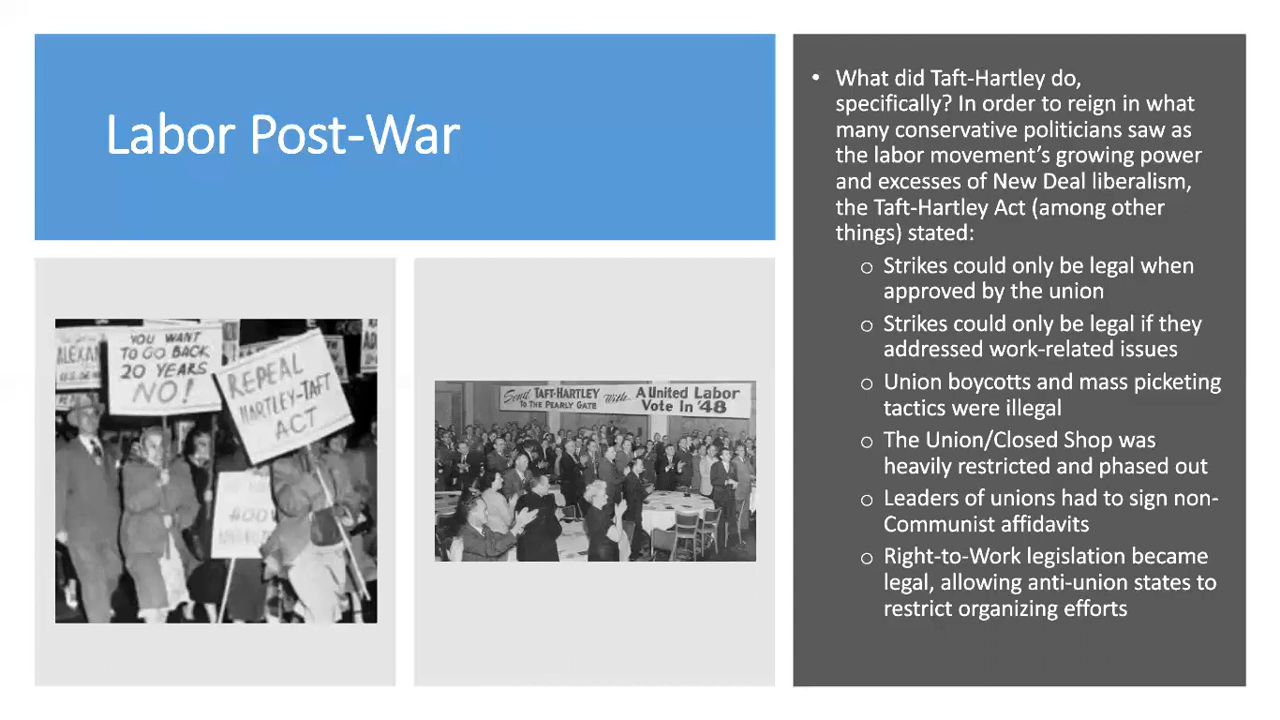 Labor Post-War
YOU WANT
TO GO BACK
20 YEARS
NO!
REPEAL
HARTLEY-TAFT
ACT
Send TAFT-HARTLEY With A United Labor
To The Pearly Gate Vote In '48
• What did Taft-Hartley do,
specifically? In order to reign in what
many conservative politicians saw as
the labor movement's growing power
and excesses of New Deal liberalism,
the Taft-Hartley Act (among other
things) stated:
o Strikes could only be legal when
approved by the union
o Strikes could only be legal if they
addressed work-related issues
o Union boycotts and mass picketing
tactics were illegal
o The Union/Closed Shop was
heavily restricted and phased out
o Leaders of unions had to sign non-
Communist affidavits
o Right-to-Work legislation became
legal, allowing anti-union states to
restrict organizing efforts